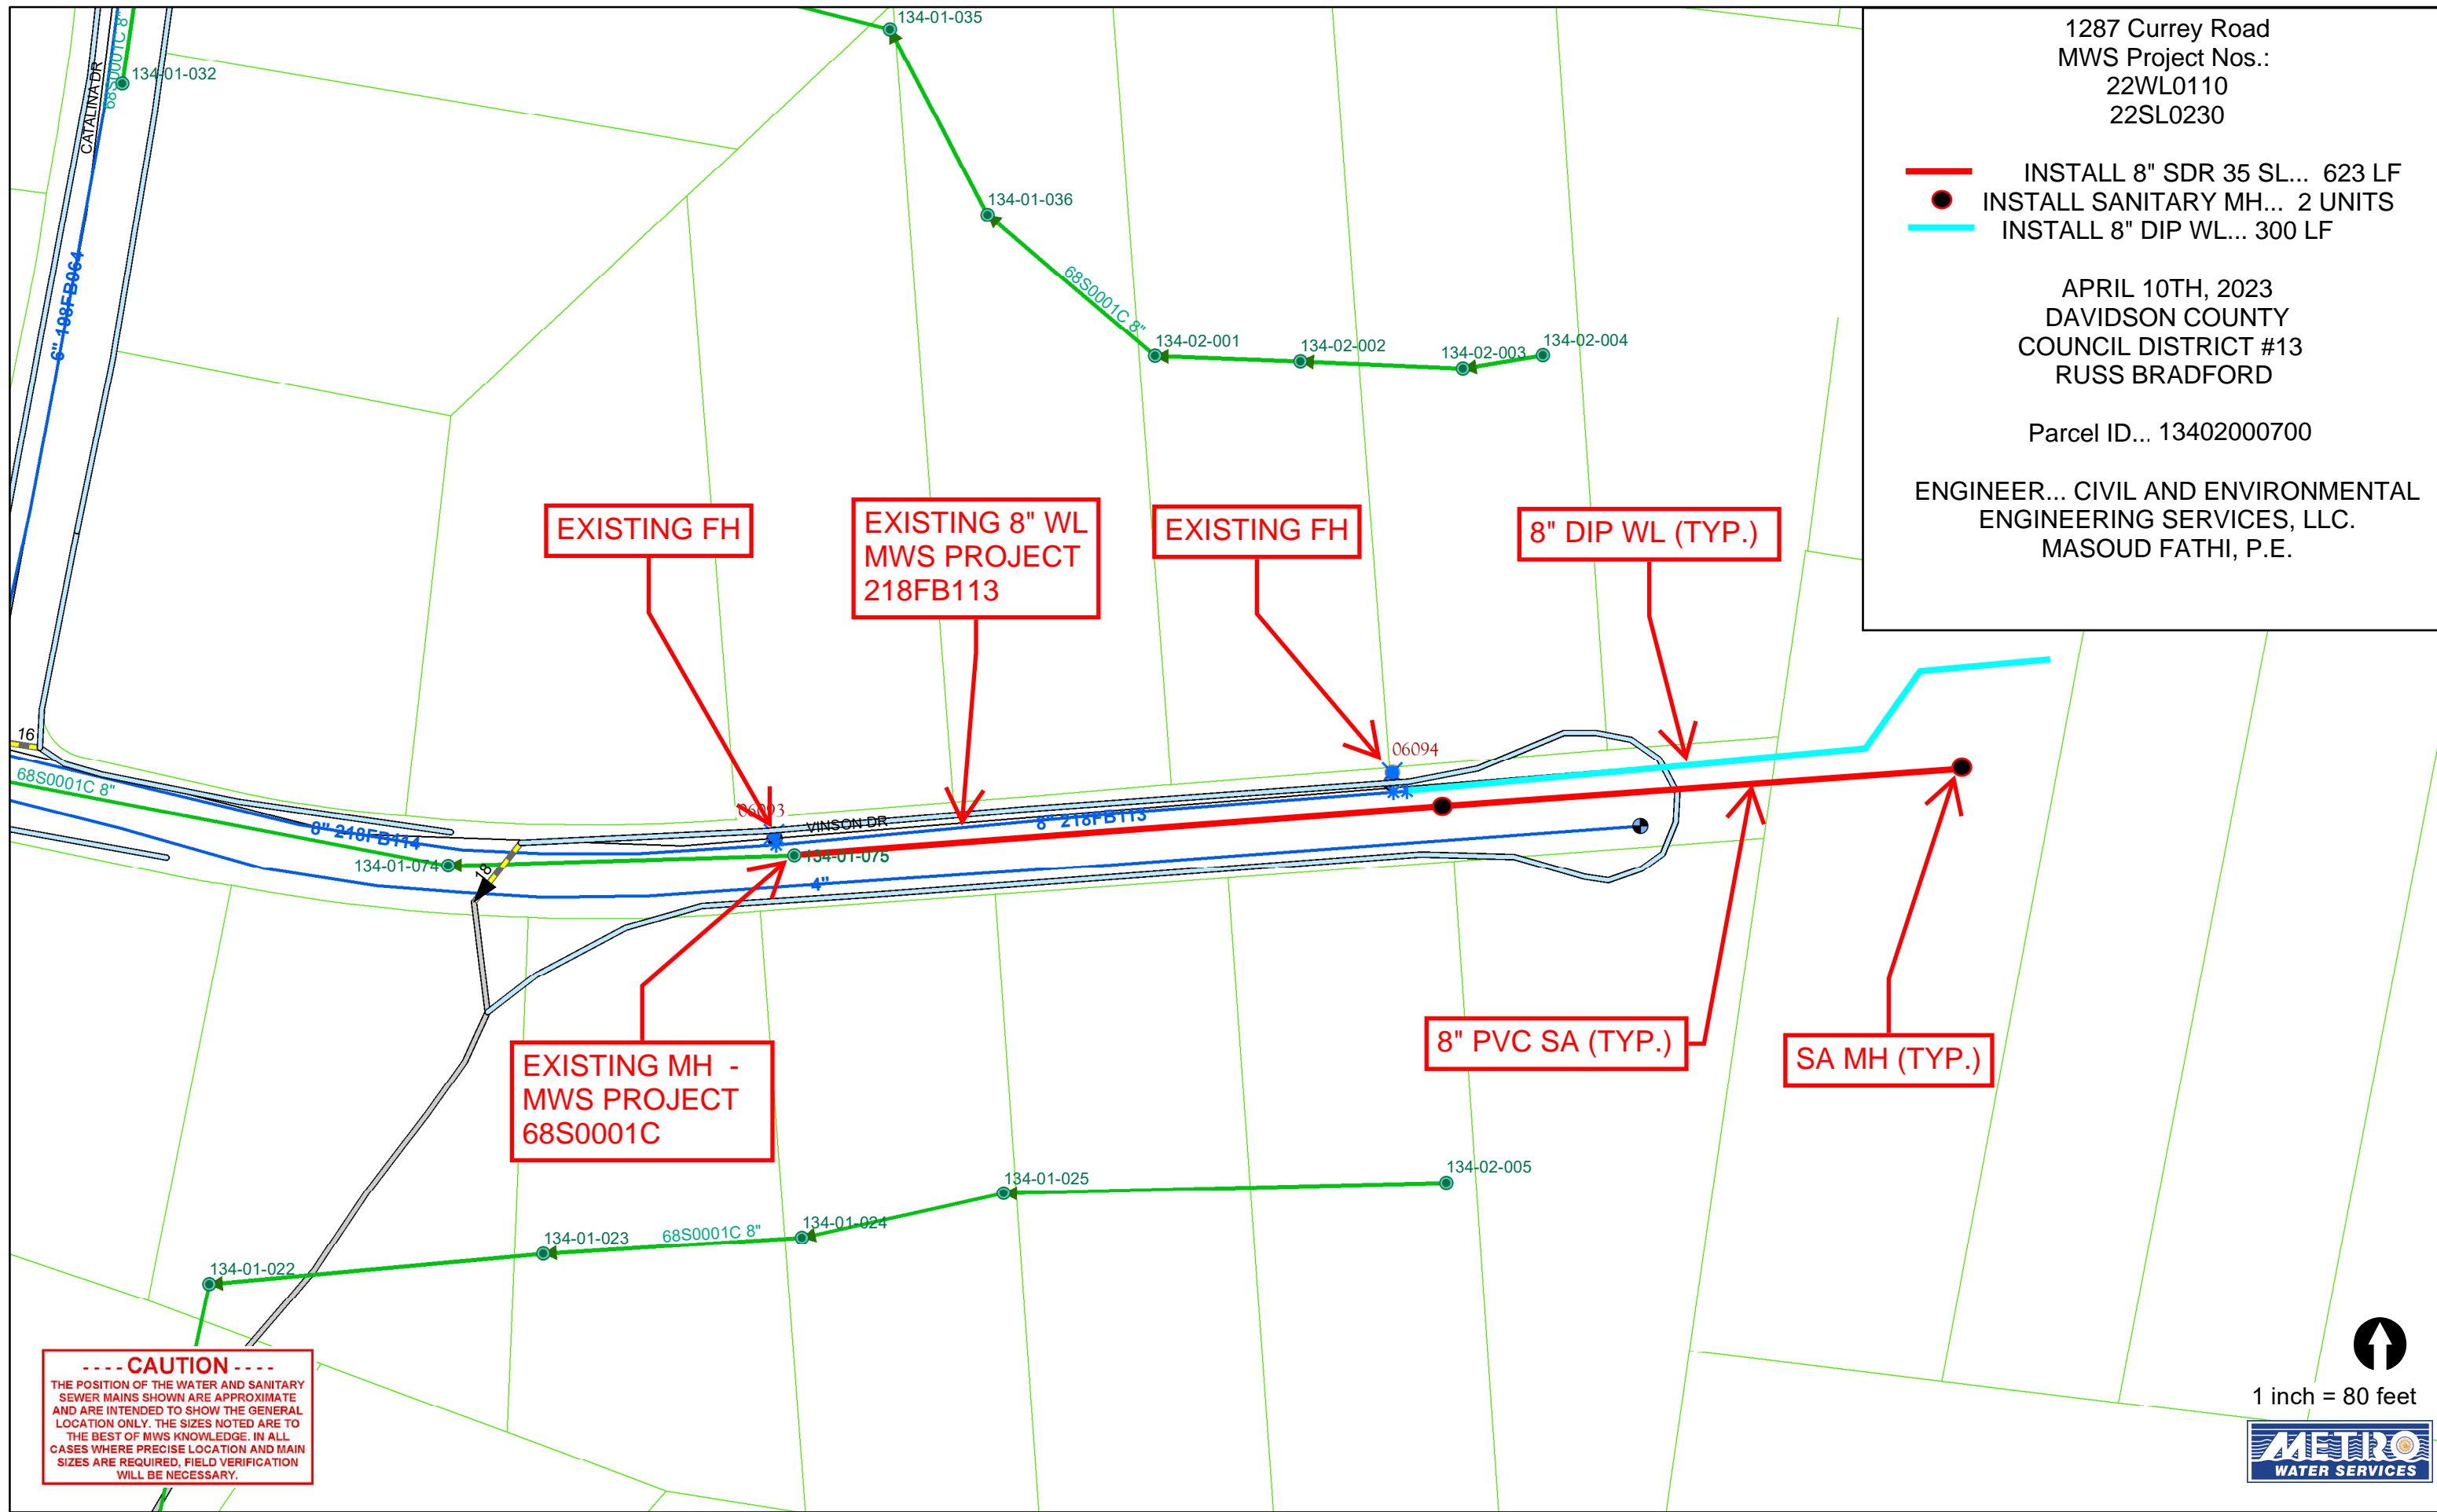 134-01-035
68S0001C 8"
134-01-032
CATALINA DR
6" 198FB064
134-01-036
68S0001C 8"
134-02-001
134-02-002
134-02-003
134-02-004
1287 Currey Road
MWS Project Nos.:
22WL0110
22SL0230
INSTALL 8" SDR 35 SL... 623 LF
INSTALL SANITARY MH... 2 UNITS
INSTALL 8" DIP WL... 300 LF
APRIL 10TH, 2023
DAVIDSON COUNTY
COUNCIL DISTRICT #13
RUSS BRADFORD
Parcel ID... 13402000700
ENGINEER... CIVIL AND ENVIRONMENTAL
ENGINEERING SERVICES, LLC.
MASOUD FATHI, P.E.
EXISTING FH
EXISTING 8" WL
MWS PROJECT
218FB113
EXISTING FH
8" DIP WL (TYP.)
16
68S0001C 8"
06094
06093
VINSON DR
8" 218FB113
8" 218FB114
134-01-074
134-01-075
18
4"
EXISTING MH -
MWS PROJECT
68S0001C
8" PVC SA (TYP.)
SA MH (TYP.)
134-02-005
134-01-025
134-01-024
68S0001C 8"
134-01-023
134-01-022
- - - - CAUTION - - - -
THE POSITION OF THE WATER AND SANITARY
SEWER MAINS SHOWN ARE APPROXIMATE
AND ARE INTENDED TO SHOW THE GENERAL
LOCATION ONLY. THE SIZES NOTED ARE TO
THE BEST OF MWS KNOWLEDGE. IN ALL
CASES WHERE PRECISE LOCATION AND MAIN
SIZES ARE REQUIRED, FIELD VERIFICATION
WILL BE NECESSARY.
1 inch = 80 feet
METRO
WATER SERVICES